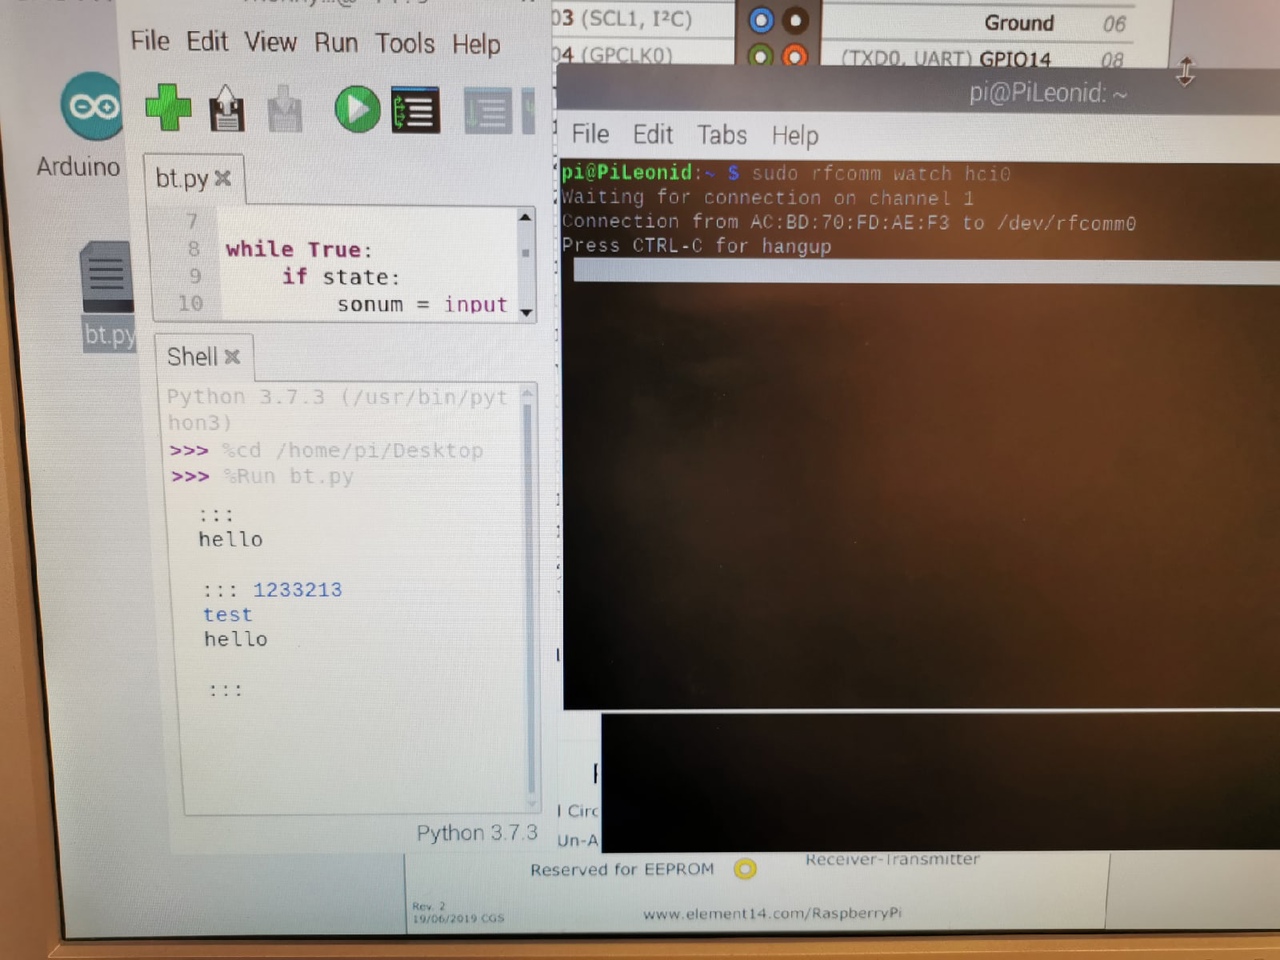 File Edit View Run Tools Help
Arduino
bt.py
bt.py
7
8 while True:
9 if state:
10 sonum = input
Shell
Python 3.7.3 (/usr/bin/pyt
hon3)
>>> %cd /home/pi/Desktop
>>> %Run bt.py
:::
hello
::: 1233213
test
hello
:::
Python 3.7.3
03 (SCL1, I²C)
Ground 06
04 (GPCLK0)
(TXD0, UART) GPIO14 08
pi@PiLeonid: ~
File Edit Tabs Help
pi@PiLeonid:~ $ sudo rfcomm watch hci0
Waiting for connection on channel 1
Connection from AC:BD:70:FD:AE:F3 to /dev/rfcomm0
Press CTRL-C for hangup
Circ
Un-A
Reserved for EEPROM
Receiver-Transmitter
Rev. 2
19/06/2019 CGS
www.element14.com/RaspberryPi